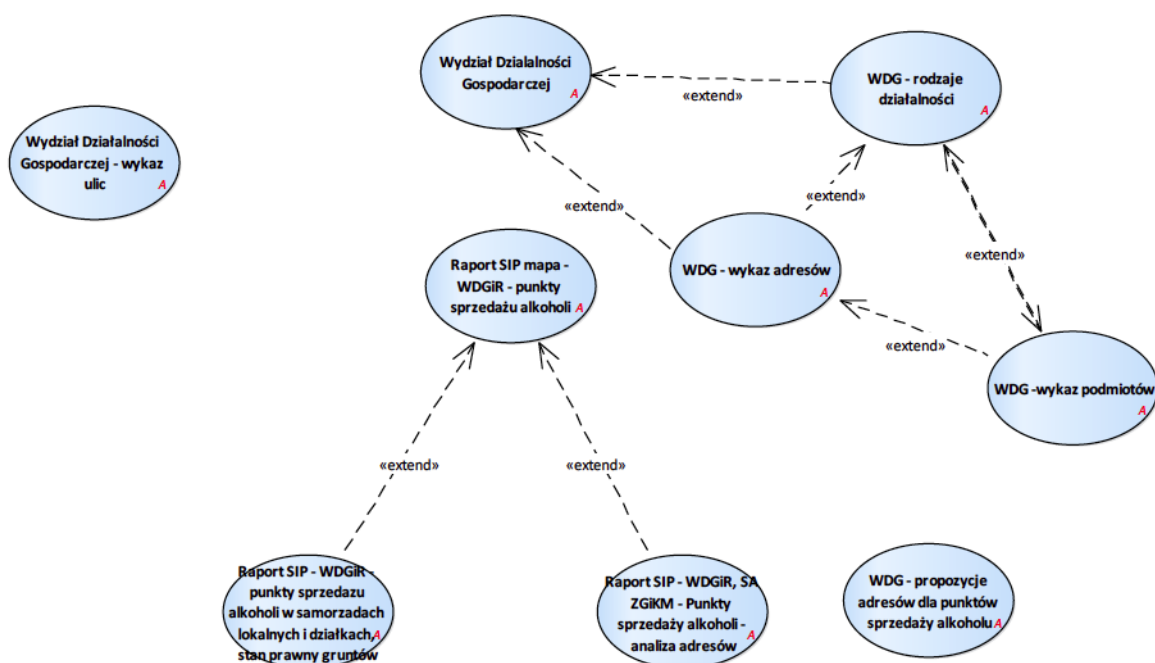 Wydział Dzialalności
Gospodarczej
A
WDG - rodzaje
działalności
A
«extend»
Wydział Działalności
Gospodarczej - wykaz
ulic
A
«extend»
«extend»
Raport SIP mapa -
WDGiR - punkty
sprzedażu alkoholi
A
WDG - wykaz adresów
A
«extend»
«extend»
WDG -wykaz podmiotów
A
«extend»
«extend»
Raport SIP - WDGiR -
punkty sprzedazu
alkoholi w samorzadach
lokalnych i działkach,
stan prawny gruntów
A
Raport SIP - WDGiR, SA
ZGiKM - Punkty
sprzedaży alkoholi -
analiza adresów
A
WDG - propozycje
adresów dla punktów
sprzedaży alkoholu
A